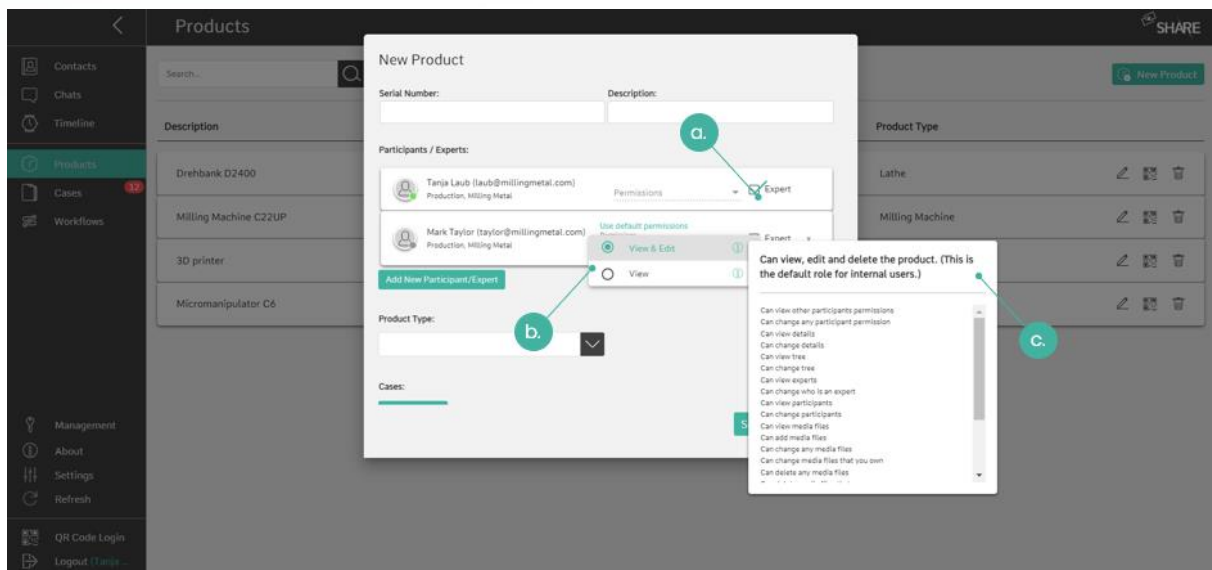 Products
SHARE
Contacts
Chats
Timeline
Products
Cases
12
Workflows
Management
About
Settings
Refresh
QR Code Login
Logout (Tanja ...
Search...
New Product
Description
Product Type
Drehbank D2400
Lathe
Milling Machine C22UP
Milling Machine
3D printer
Micromanipulator C6
New Product
Serial Number:
Description:
a.
Participants / Experts:
Tanja Laub (laub@millingmetal.com)
Production, Milling Metal
Permissions
Expert
Mark Taylor (taylor@millingmetal.com)
Production, Milling Metal
Use default permissions
Expert
View & Edit
View
Add New Participant/Expert
b.
Product Type:
Cases:
S
Can view, edit and delete the product. (This is
the default role for internal users.)
c.
Can view other participants permissions
Can change any participant permission
Can view details
Can change details
Can view tree
Can change tree
Can view experts
Can change who is an expert
Can view participants
Can change participants
Can view media files
Can add media files
Can change any media files
Can change media files that you own
Can delete any media files